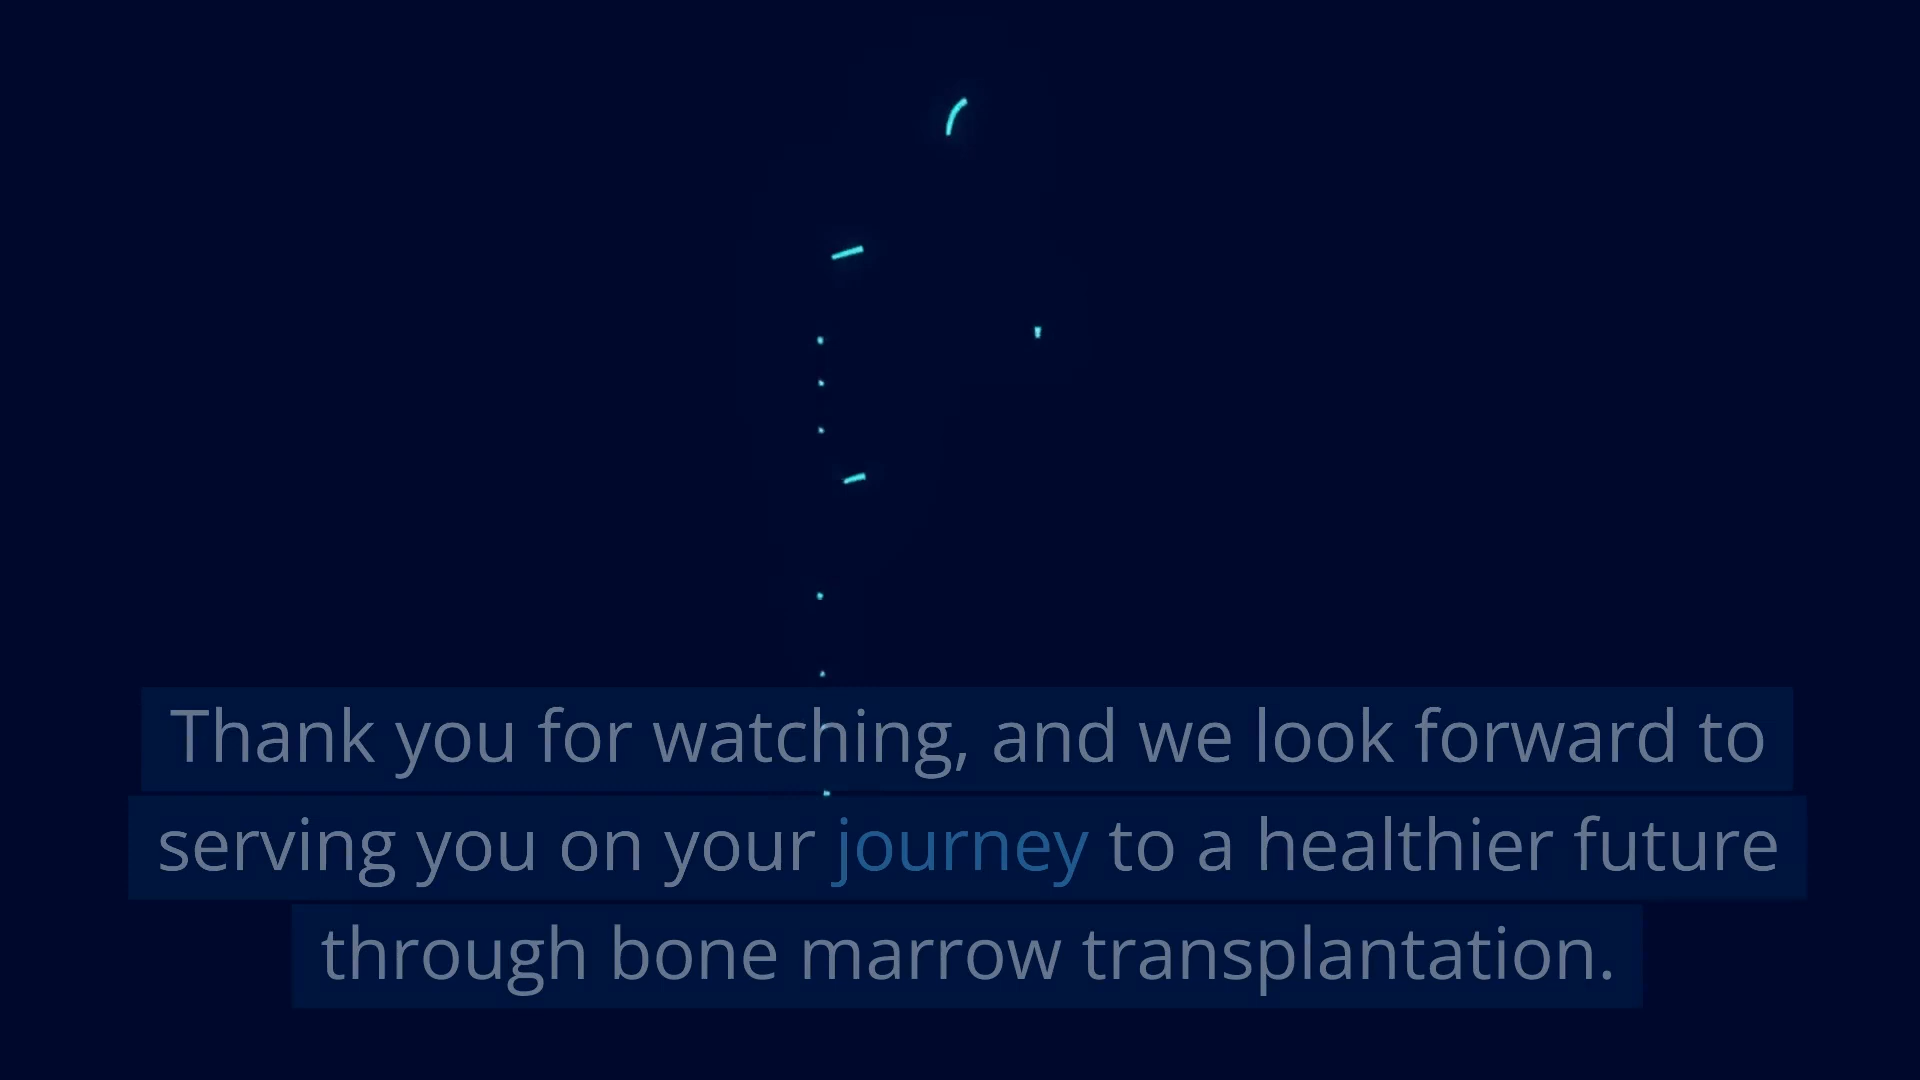 Thank you for watching, and we look forward to
serving you on your journey to a healthier future
through bone marrow transplantation.